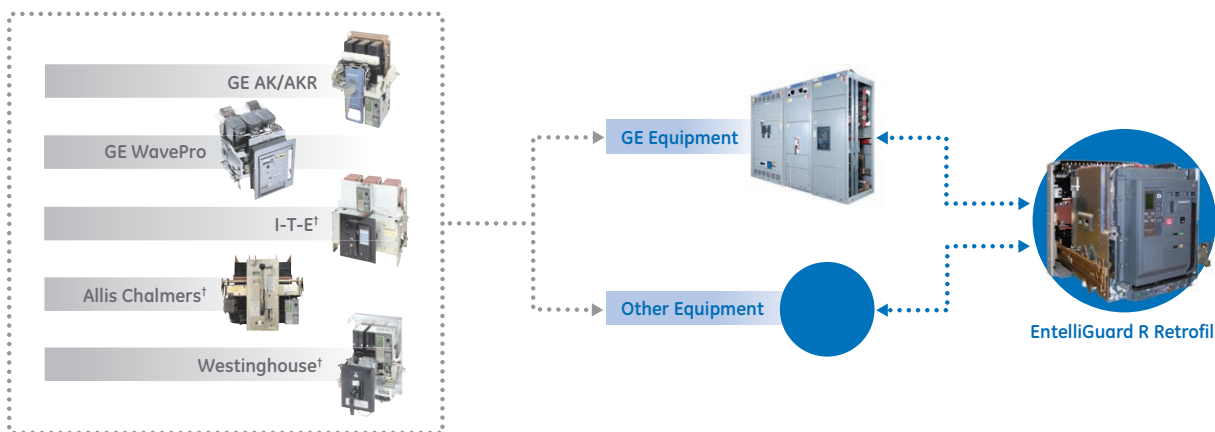 GE AK/AKR
GE WavePro
I-T-E†
Allis Chalmers†
Westinghouse†
GE Equipment
Other Equipment
EntelliGuard R Retrofil